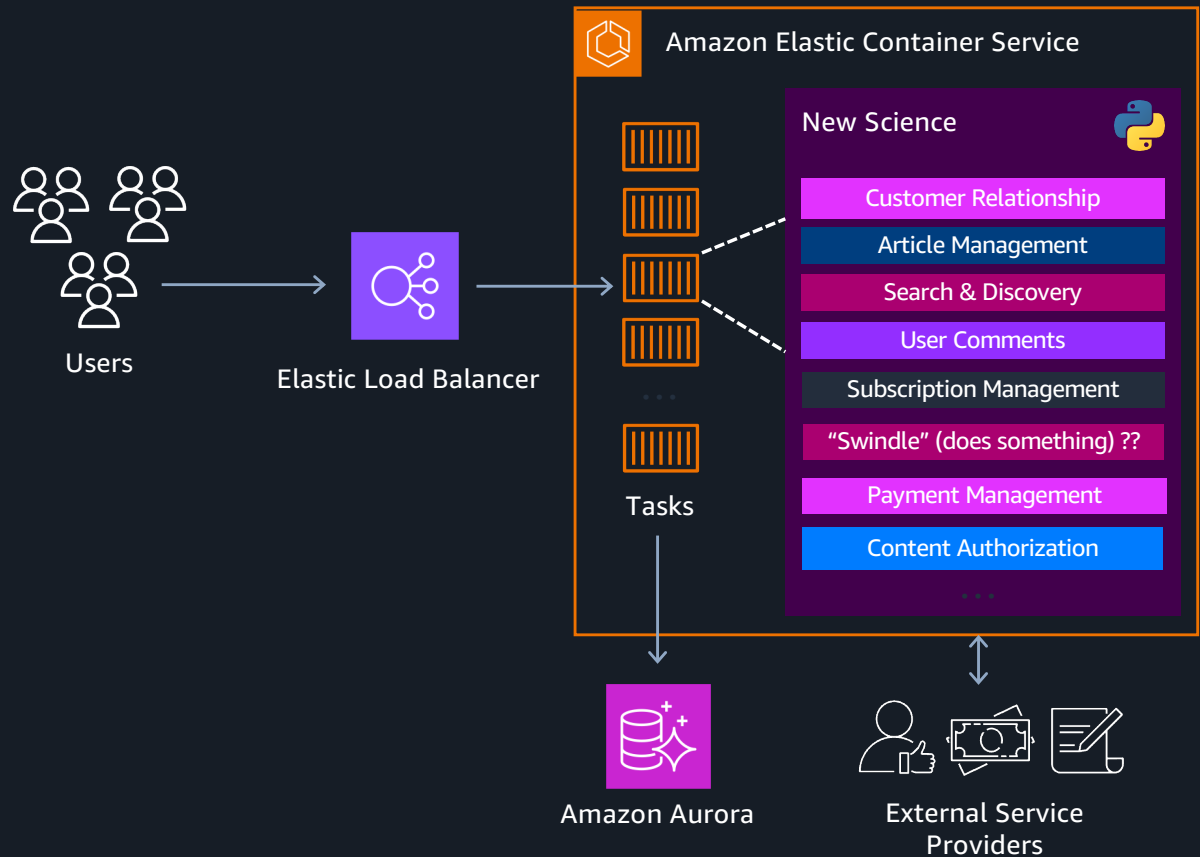 Amazon Elastic Container Service
New Science
Customer Relationship
Article Management
Search & Discovery
User Comments
Subscription Management
“Swindle” (does something) ??
Payment Management
Content Authorization
...
Users
Elastic Load Balancer
...
Tasks
Amazon Aurora
External Service
Providers